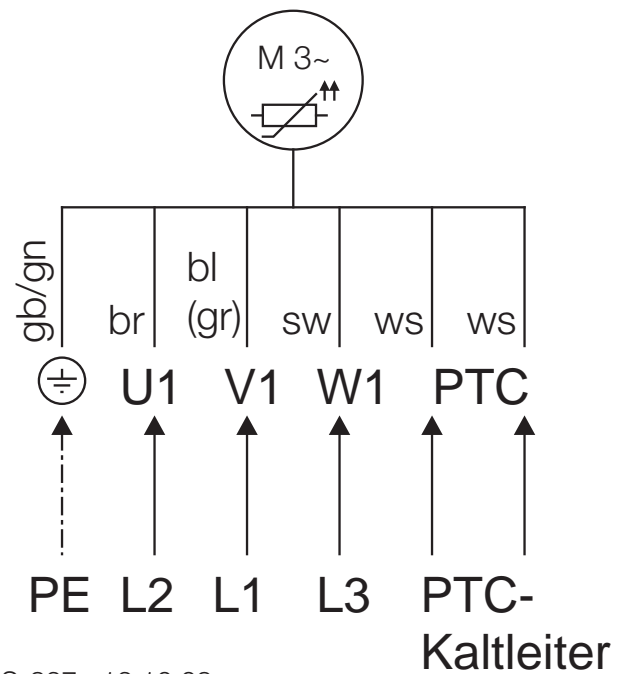 M 3~
gb/gn
br
bl
(gr)
sw
ws
ws
U1 V1 W1 PTC
PE L2 L1 L3 PTC-
Kaltleiter